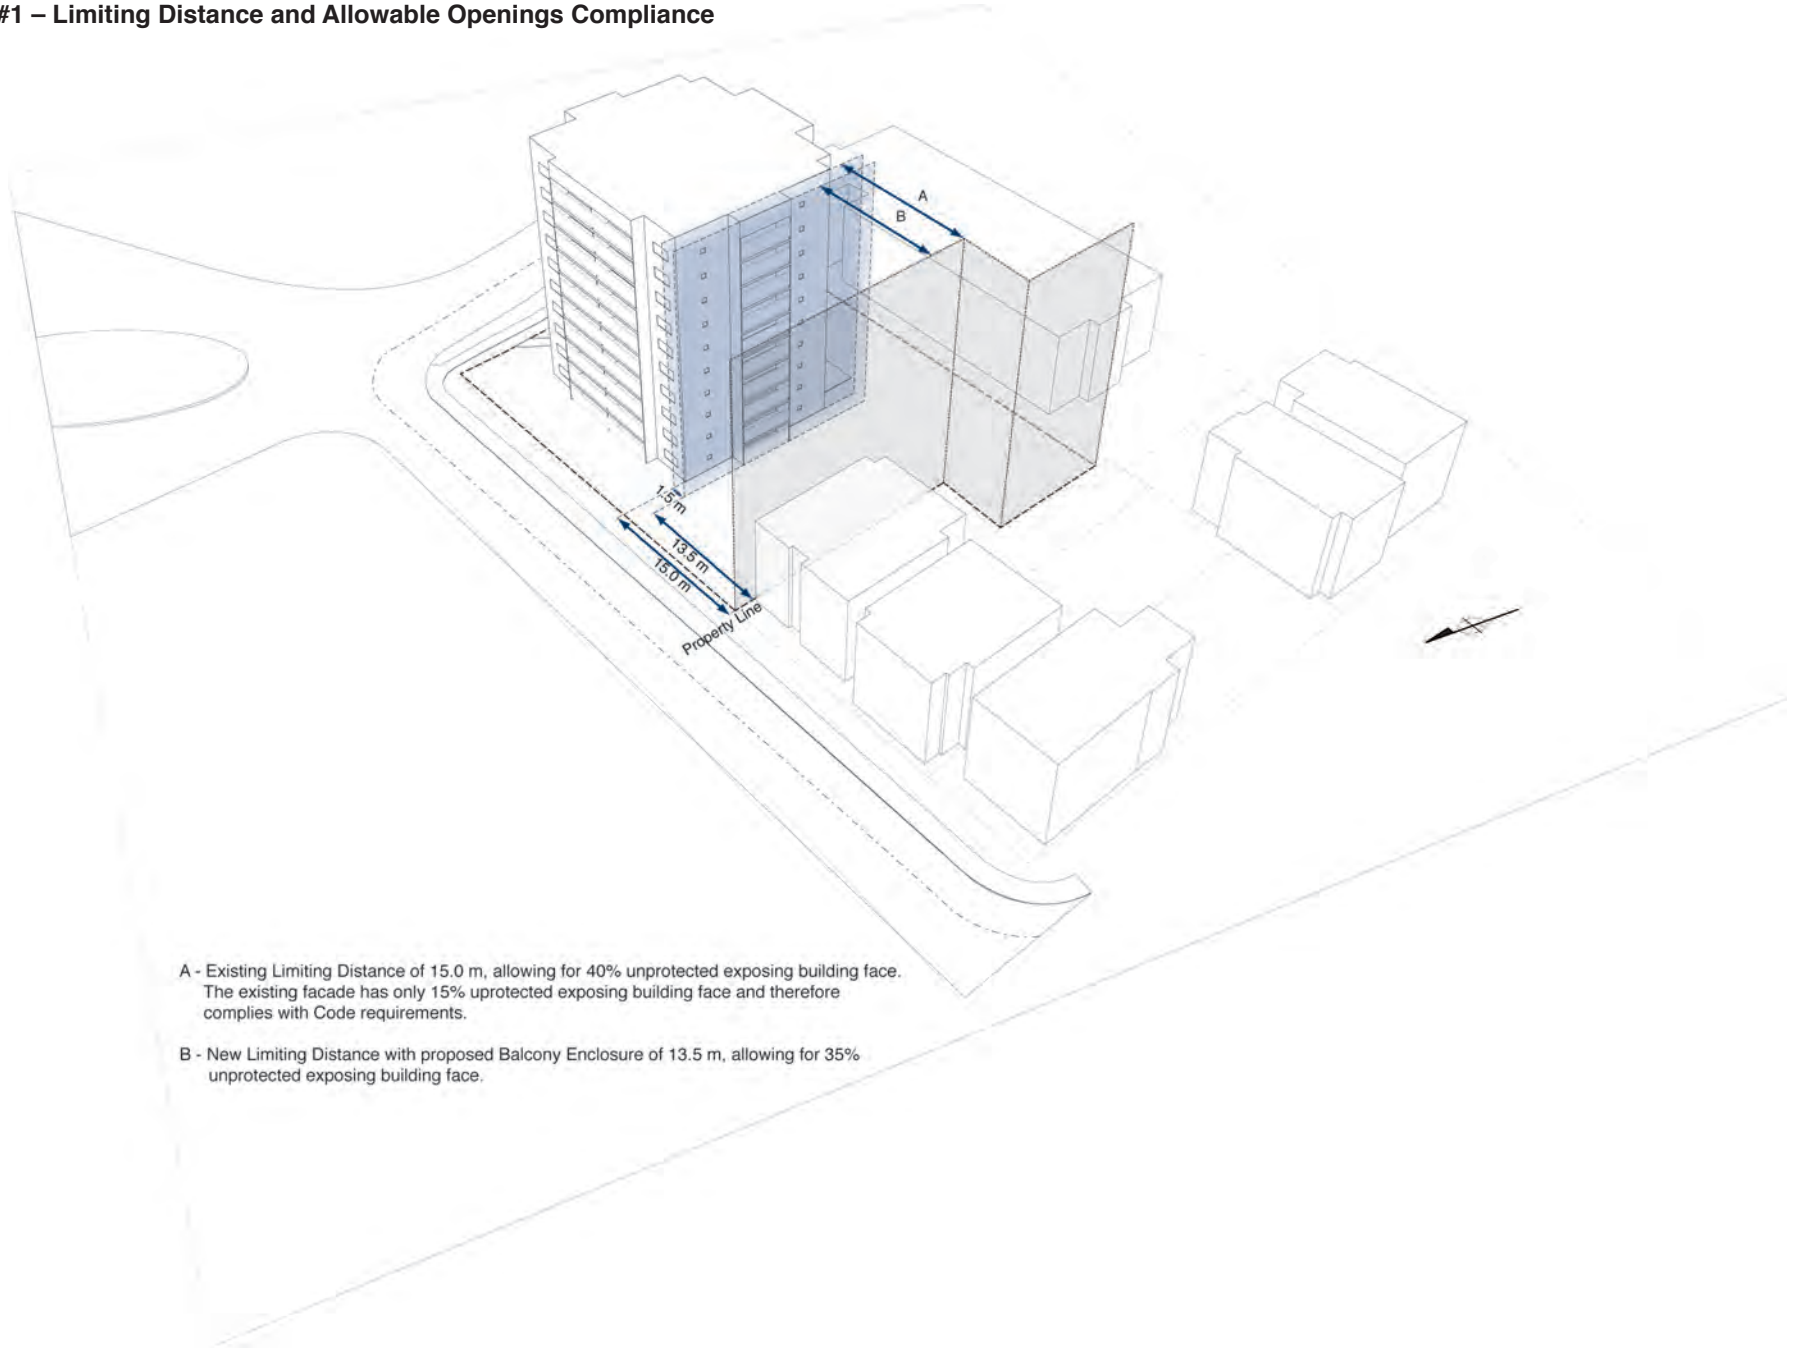 #1 – Limiting Distance and Allowable Openings Compliance
A
B
1.5 m
13.5 m
15.0 m
Property Line
A - Existing Limiting Distance of 15.0 m, allowing for 40% unprotected exposing building face.
The existing facade has only 15% uprotected exposing building face and therefore
complies with Code requirements.
B - New Limiting Distance with proposed Balcony Enclosure of 13.5 m, allowing for 35%
unprotected exposing building face.